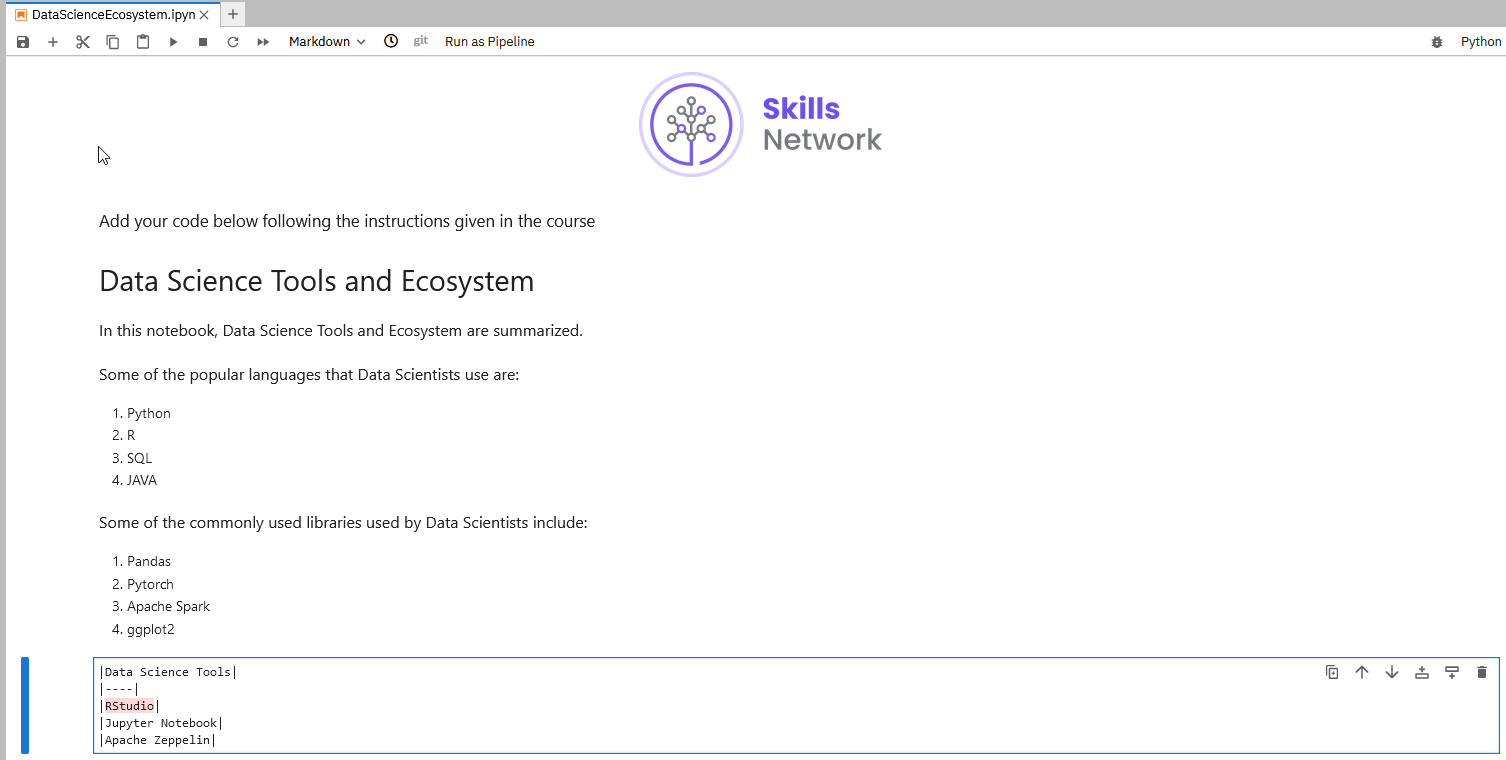 DataScienceEcosystem.ipyn
Markdown
git
Run as Pipeline
Python
Skills
Network
Add your code below following the instructions given in the course
Data Science Tools and Ecosystem
In this notebook, Data Science Tools and Ecosystem are summarized.
Some of the popular languages that Data Scientists use are:
1. Python
2. R
3. SQL
4. JAVA
Some of the commonly used libraries used by Data Scientists include:
1. Pandas
2. Pytorch
3. Apache Spark
4. ggplot2
|Data Science Tools|
|----|
|RStudio|
|Jupyter Notebook|
|Apache Zeppelin|